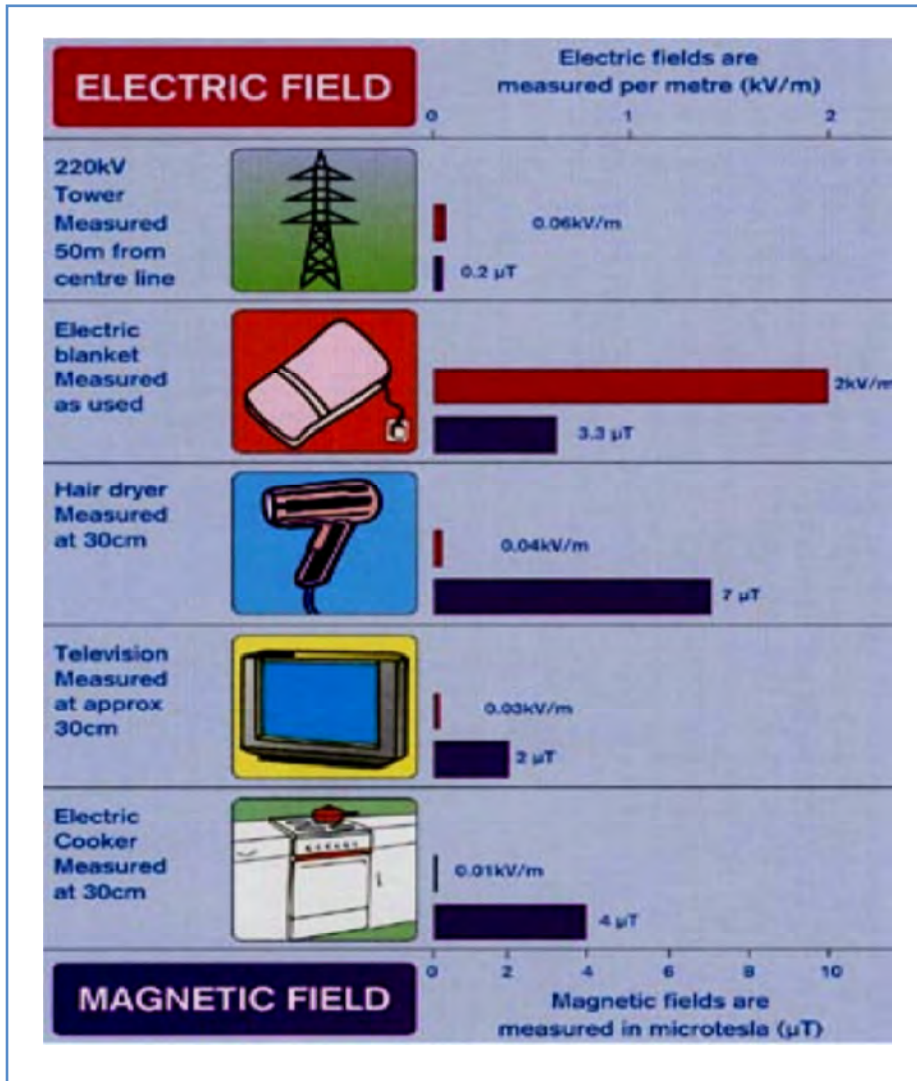 ELECTRIC FIELD
Electric fields are
measured per metre (kV/m)
0 1 2
220kV
Tower
Measured
50m from
centre line
0.06kV/m
0.2 µT
Electric
blanket
Measured
as used
2kV/m
3.3 µT
Hair dryer
Measured
at 30cm
0.04kV/m
7 µT
Television
Measured
at approx
30cm
0.03kV/m
2 µT
Electric
Cooker
Measured
at 30cm
0.01kV/m
4 µT
0 2 4 6 8 10
MAGNETIC FIELD
Magnetic fields are
measured in microtesla (µT)